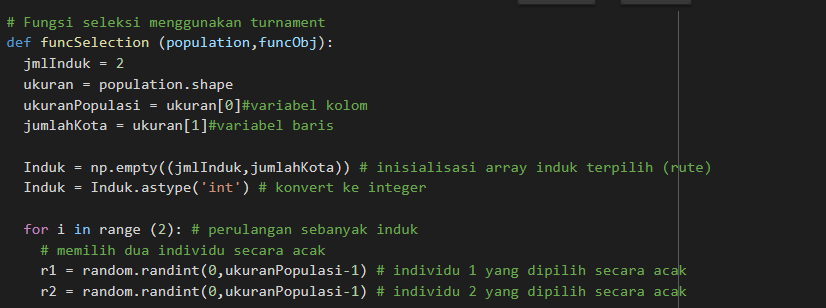 # Fungsi seleksi menggunakan turnament
def funcSelection (population,funcObj):
  jmlInduk = 2
  ukuran = population.shape
  ukuranPopulasi = ukuran[0]#variabel kolom
  jumlahKota = ukuran[1]#variabel baris

  Induk = np.empty((jmlInduk,jumlahKota)) # inisialisasi array induk terpilih (rute)
  Induk = Induk.astype('int') # konvert ke integer

  for i in range (2): # perulangan sebanyak induk
    # memilih dua individu secara acak
    r1 = random.randint(0,ukuranPopulasi-1) # individu 1 yang dipilih secara acak
    r2 = random.randint(0,ukuranPopulasi-1) # individu 2 yang dipilih secara acak